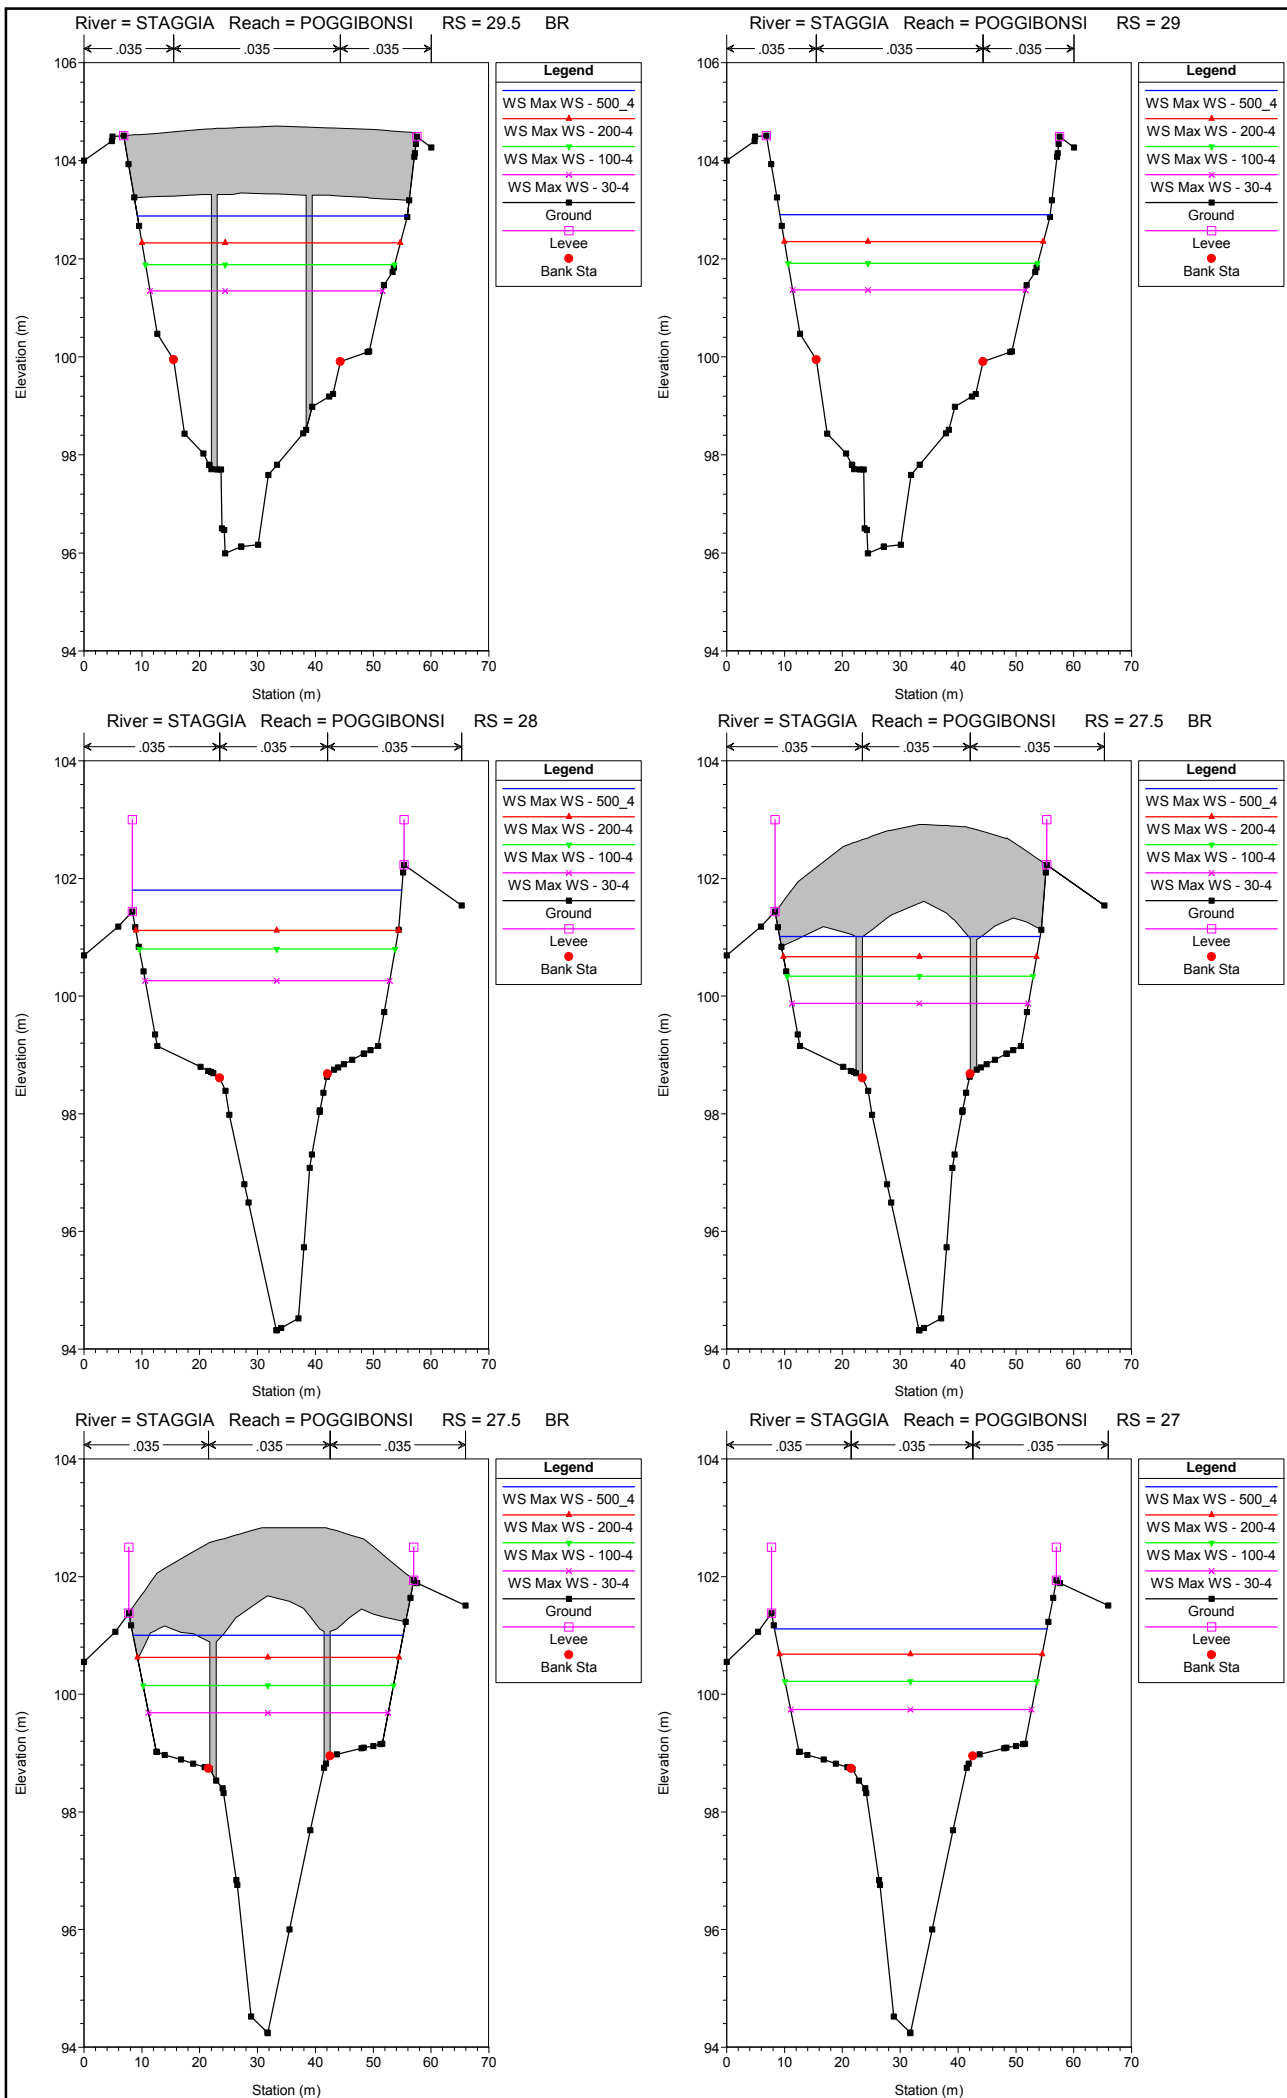 River = STAGGIA Reach = POGGIBONSI RS = 29.5 BR
.035 .035 .035
106
104
102
100
98
96
94
0 10 20 30 40 50 60 70
Elevation (m)
Station (m)
Legend
WS Max WS - 500_4
WS Max WS - 200-4
WS Max WS - 100-4
WS Max WS - 30-4
Ground
Levee
Bank Sta
River = STAGGIA Reach = POGGIBONSI RS = 29
.035 .035 .035
106
104
102
100
98
96
94
0 10 20 30 40 50 60 70
Elevation (m)
Station (m)
Legend
WS Max WS - 500_4
WS Max WS - 200-4
WS Max WS - 100-4
WS Max WS - 30-4
Ground
Levee
Bank Sta
River = STAGGIA Reach = POGGIBONSI RS = 28
.035 .035 .035
104
102
100
98
96
94
0 10 20 30 40 50 60 70
Elevation (m)
Station (m)
Legend
WS Max WS - 500_4
WS Max WS - 200-4
WS Max WS - 100-4
WS Max WS - 30-4
Ground
Levee
Bank Sta
River = STAGGIA Reach = POGGIBONSI RS = 27.5 BR
.035 .035 .035
104
102
100
98
96
94
0 10 20 30 40 50 60 70
Elevation (m)
Station (m)
Legend
WS Max WS - 500_4
WS Max WS - 200-4
WS Max WS - 100-4
WS Max WS - 30-4
Ground
Levee
Bank Sta
River = STAGGIA Reach = POGGIBONSI RS = 27.5 BR
.035 .035 .035
104
102
100
98
96
94
0 10 20 30 40 50 60 70
Elevation (m)
Station (m)
Legend
WS Max WS - 500_4
WS Max WS - 200-4
WS Max WS - 100-4
WS Max WS - 30-4
Ground
Levee
Bank Sta
River = STAGGIA Reach = POGGIBONSI RS = 27
.035 .035 .035
104
102
100
98
96
94
0 10 20 30 40 50 60 70
Elevation (m)
Station (m)
Legend
WS Max WS - 500_4
WS Max WS - 200-4
WS Max WS - 100-4
WS Max WS - 30-4
Ground
Levee
Bank Sta